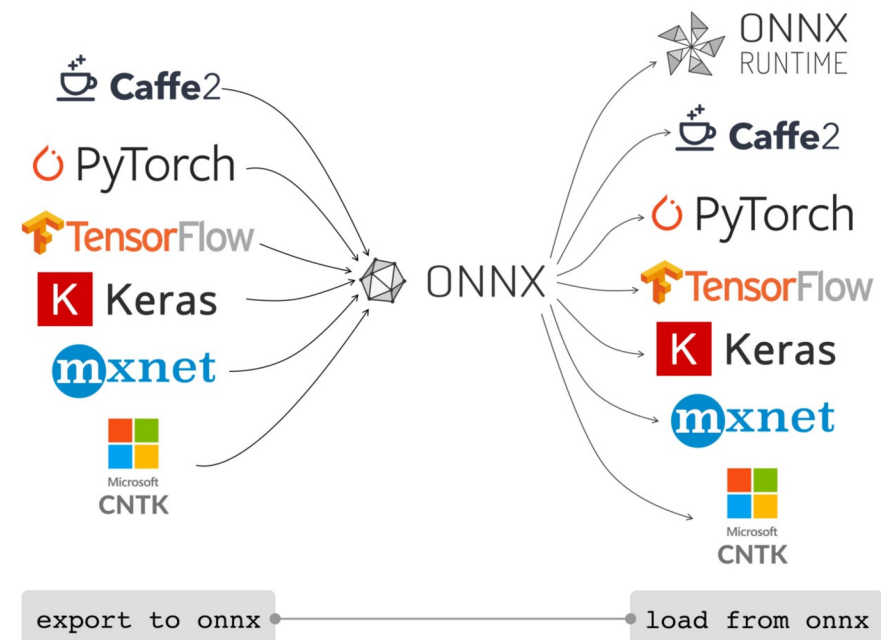 Caffe2
PyTorch
TensorFlow
K Keras
mxnet
Microsoft
CNTK
ONNX
ONNX
RUNTIME
Caffe2
PyTorch
TensorFlow
K Keras
mxnet
Microsoft
CNTK
export to onnx
load from onnx